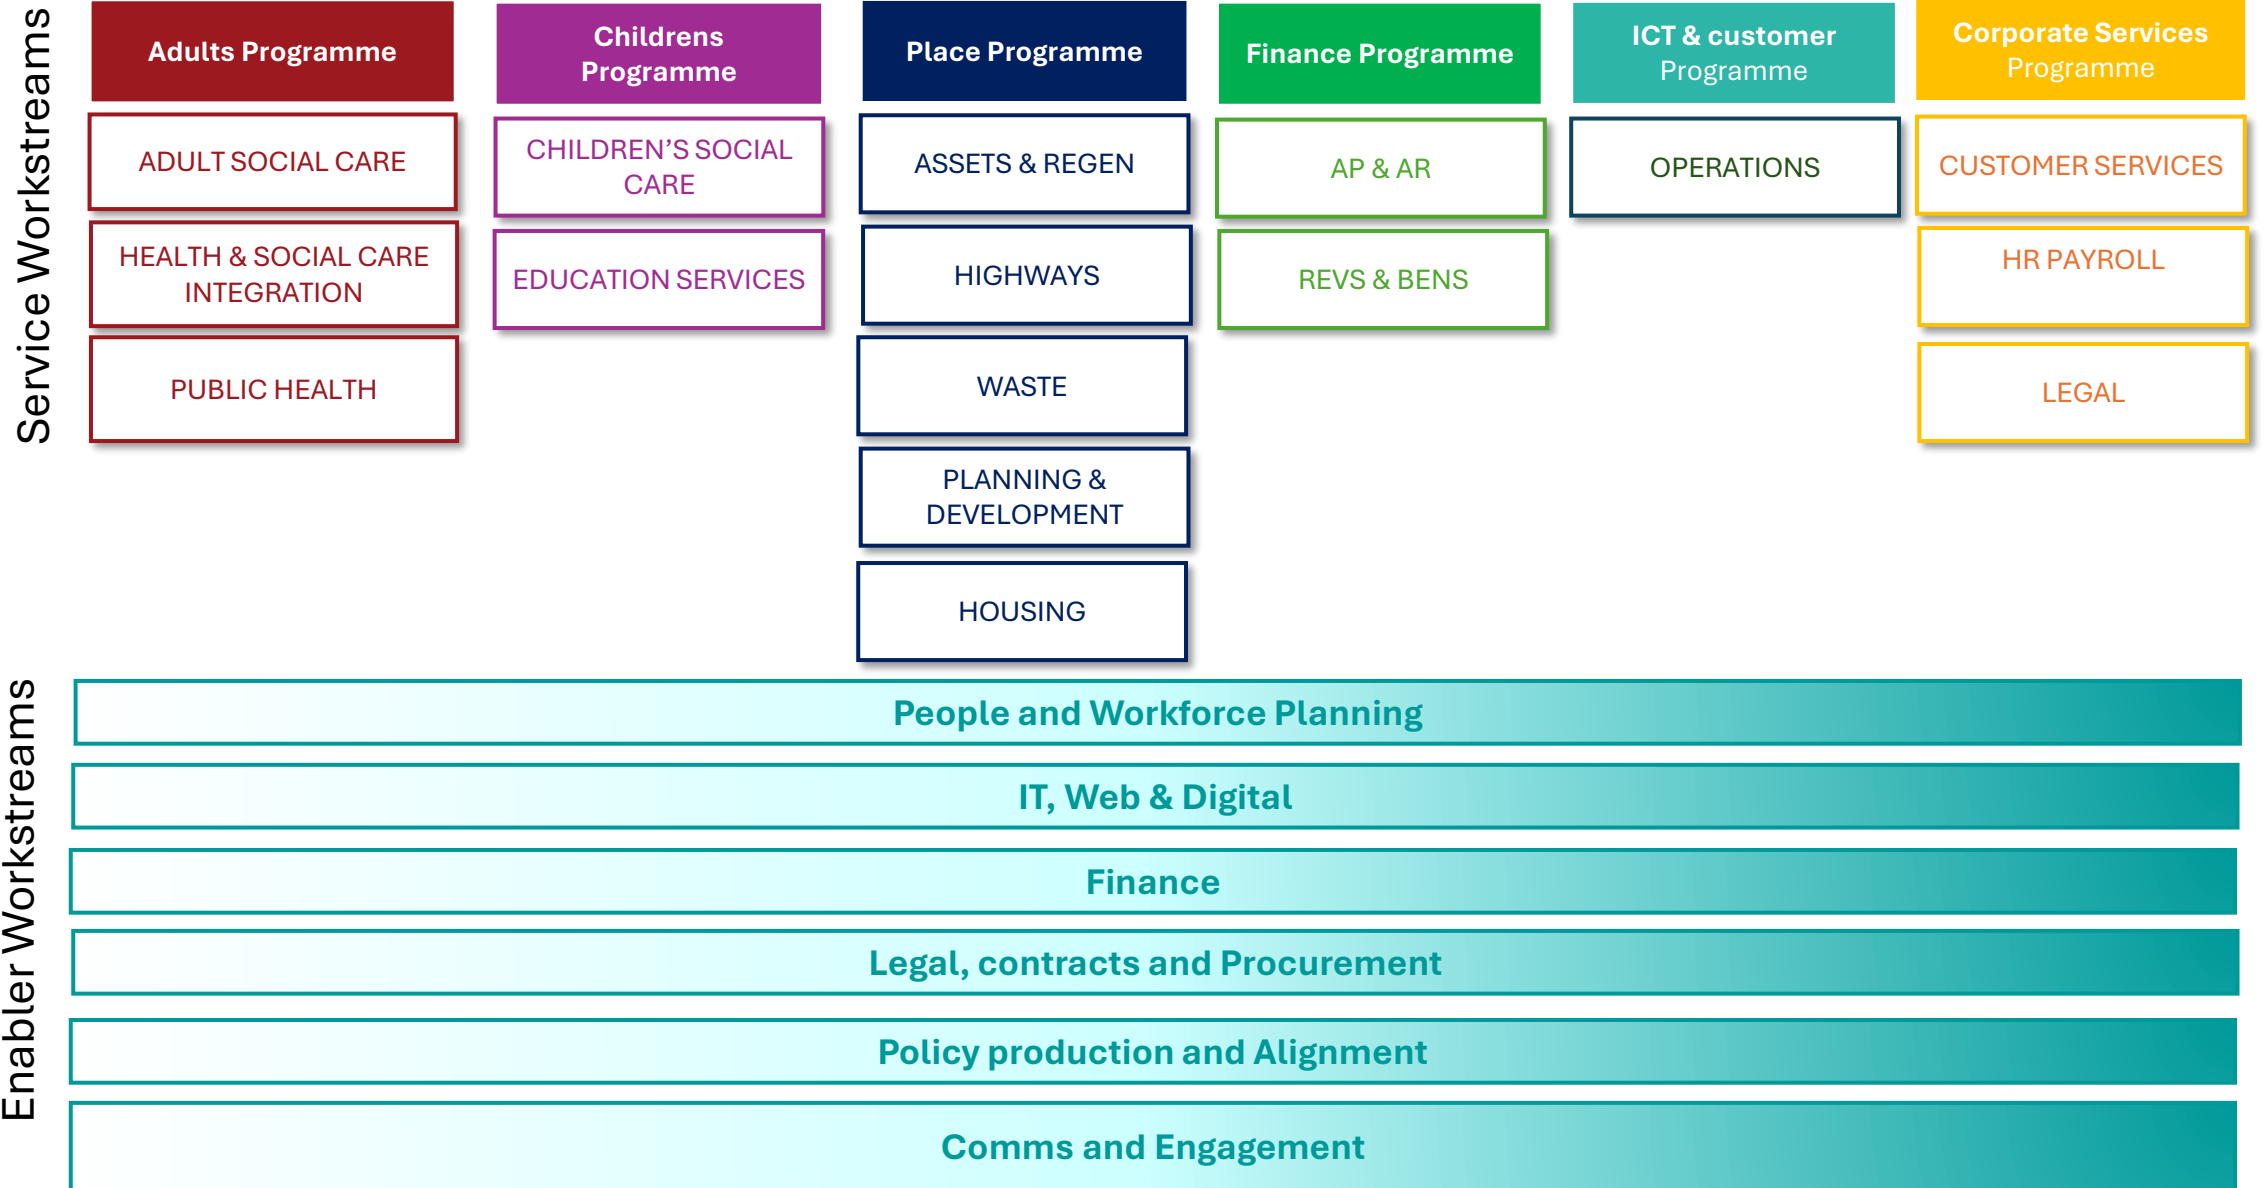 Service Workstreams
Adults Programme
ADULT SOCIAL CARE
HEALTH & SOCIAL CARE
INTEGRATION
PUBLIC HEALTH
Childrens
Programme
CHILDREN’S SOCIAL
CARE
EDUCATION SERVICES
Place Programme
ASSETS & REGEN
HIGHWAYS
WASTE
PLANNING &
DEVELOPMENT
HOUSING
Finance Programme
AP & AR
REVS & BENS
ICT & customer
Programme
OPERATIONS
Corporate Services
Programme
CUSTOMER SERVICES
HR PAYROLL
LEGAL
Enabler Workstreams
People and Workforce Planning
IT, Web & Digital
Finance
Legal, contracts and Procurement
Policy production and Alignment
Comms and Engagement